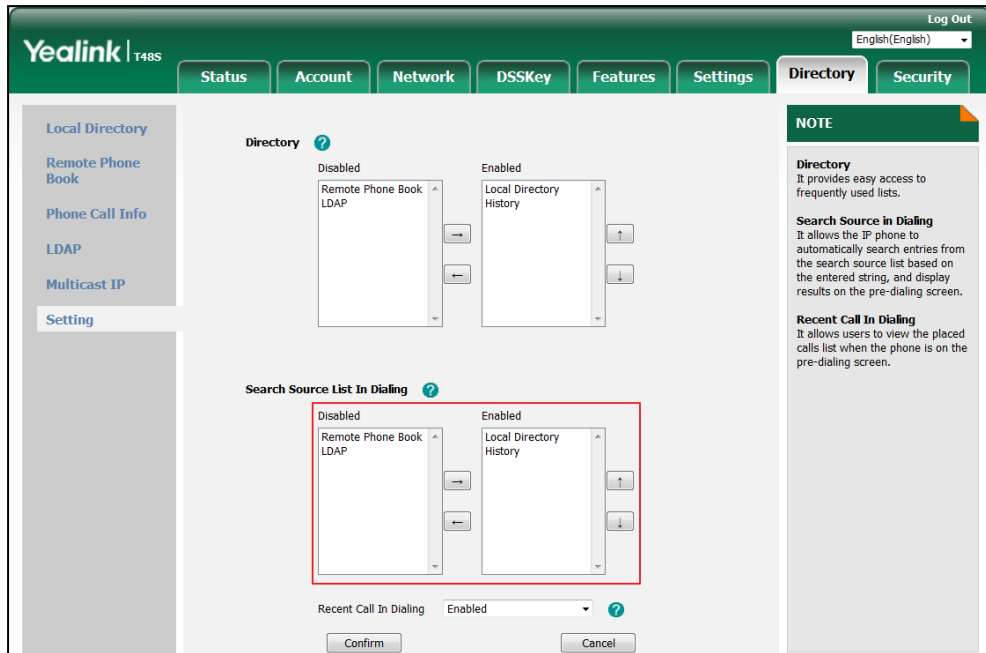 Log Out
Yealink T48S
English(English)
Status Account Network DSSKey Features Settings Directory Security
Local Directory
Remote Phone
Book
Phone Call Info
LDAP
Multicast IP
Setting
Directory ?
Disabled Enabled
Remote Phone Book Local Directory
LDAP History
→ ↑
← ↓
Search Source List In Dialing ?
Disabled Enabled
Remote Phone Book Local Directory
LDAP History
→ ↑
← ↓
Recent Call In Dialing Enabled ?
Confirm Cancel
NOTE
Directory
It provides easy access to
frequently used lists.
Search Source in Dialing
It allows the IP phone to
automatically search entries from
the search source list based on
the entered string, and display
results on the pre-dialing screen.
Recent Call In Dialing
It allows users to view the placed
calls list when the phone is on the
pre-dialing screen.